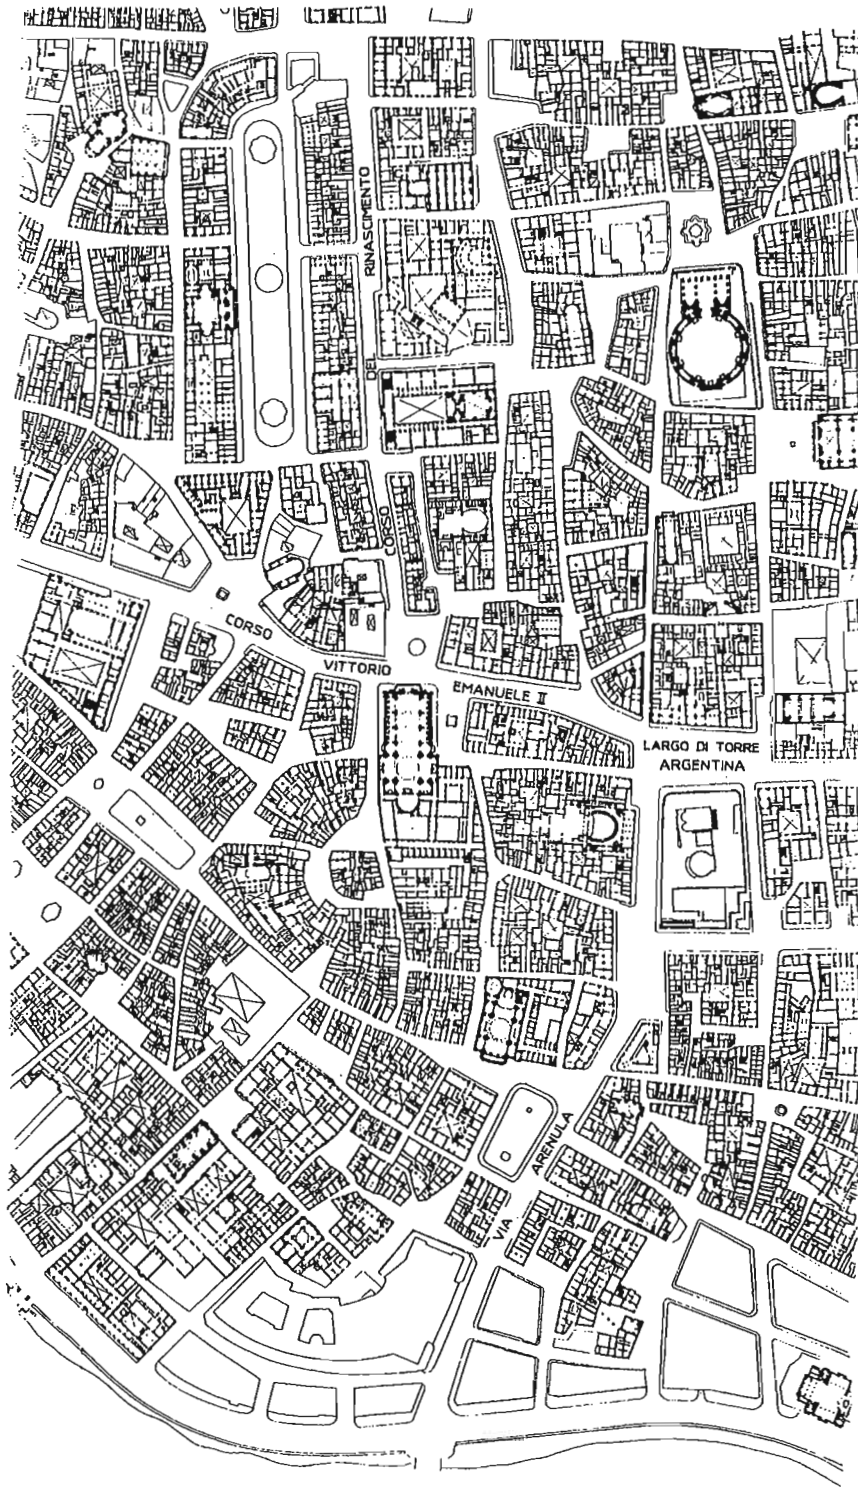 CORSO
DEL
RINASCIMENTO
CORSO
VITTORIO
EMANUELE II
LARGO DI TORRE
ARGENTINA
VIA
ARENULA